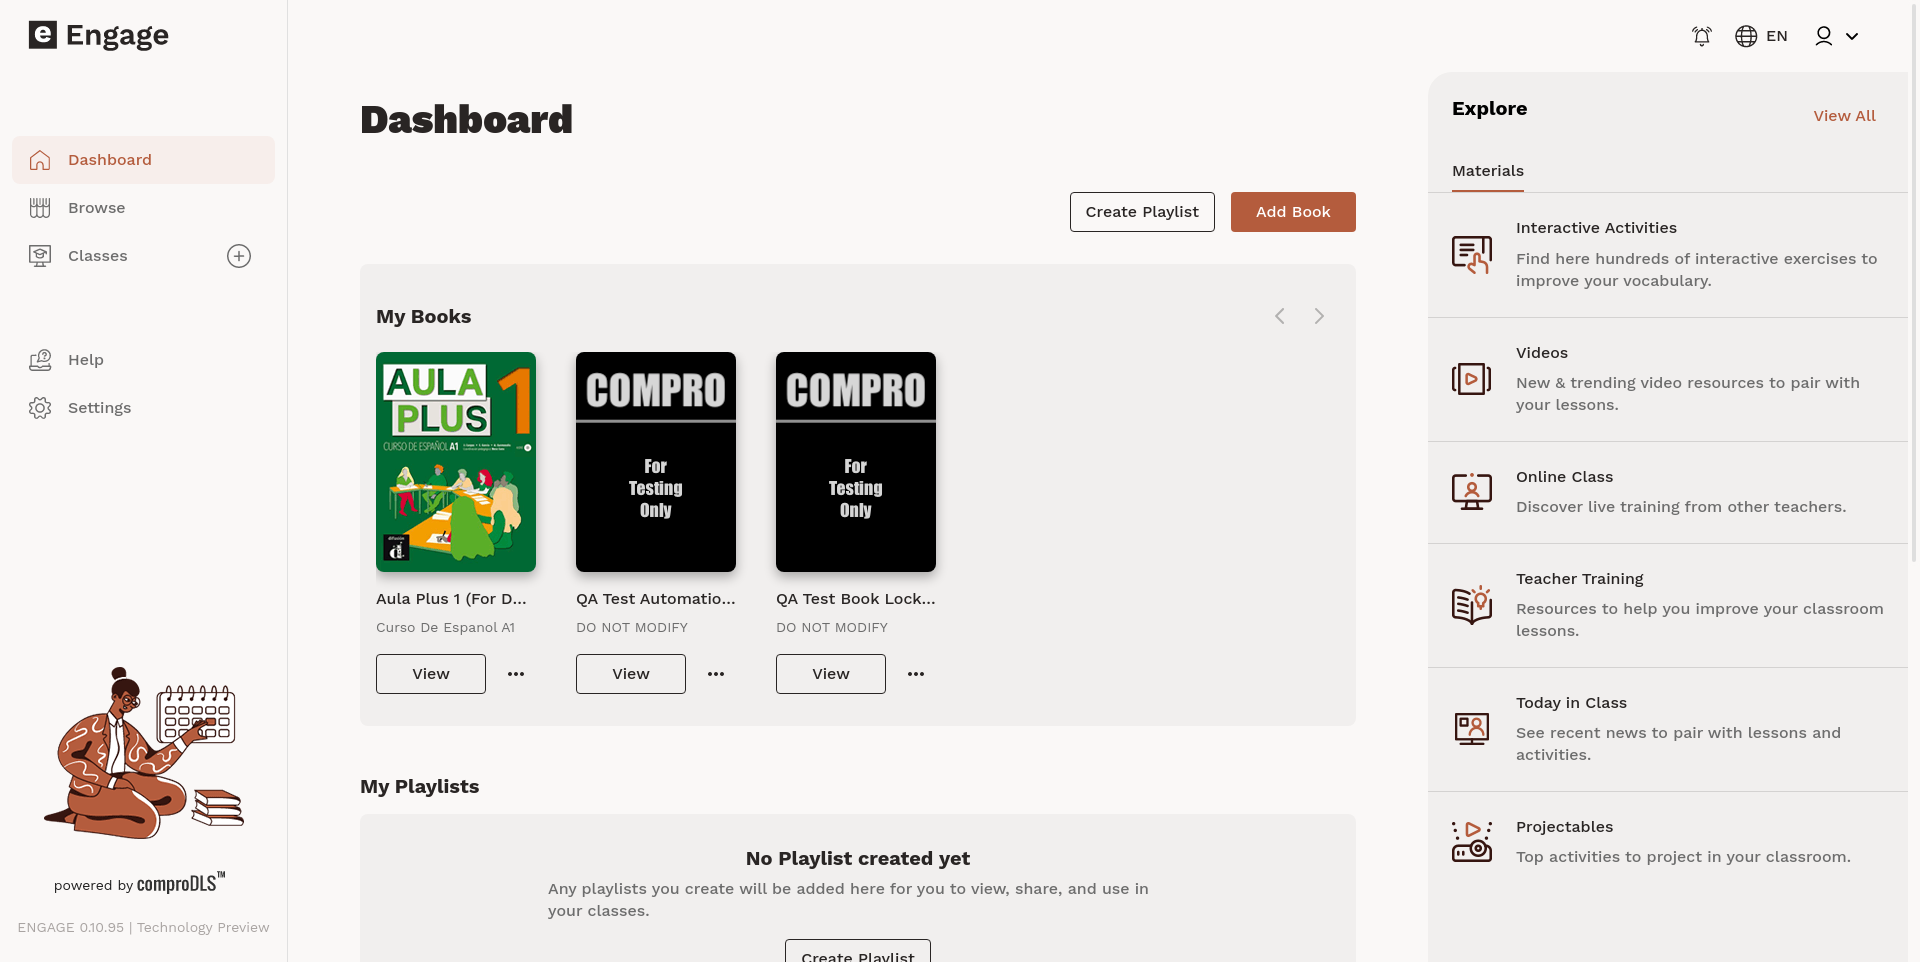 e Engage
EN
Dashboard
Browse
Classes
Help
Settings
powered by comproDLS™
ENGAGE 0.10.95 | Technology Preview
Dashboard
Create Playlist
Add Book
My Books
AULA
PLUS 1
CURSO DE ESPAÑOL A1
difusión
COMPRO
For
Testing
Only
COMPRO
For
Testing
Only
Aula Plus 1 (For D...
Curso De Espanol A1
View
QA Test Automatio...
DO NOT MODIFY
View
QA Test Book Lock...
DO NOT MODIFY
View
My Playlists
No Playlist created yet
Any playlists you create will be added here for you to view, share, and use in
your classes.
Create Playlist
Explore
View All
Materials
Interactive Activities
Find here hundreds of interactive exercises to
improve your vocabulary.
Videos
New & trending video resources to pair with
your lessons.
Online Class
Discover live training from other teachers.
Teacher Training
Resources to help you improve your classroom
lessons.
Today in Class
See recent news to pair with lessons and
activities.
Projectables
Top activities to project in your classroom.